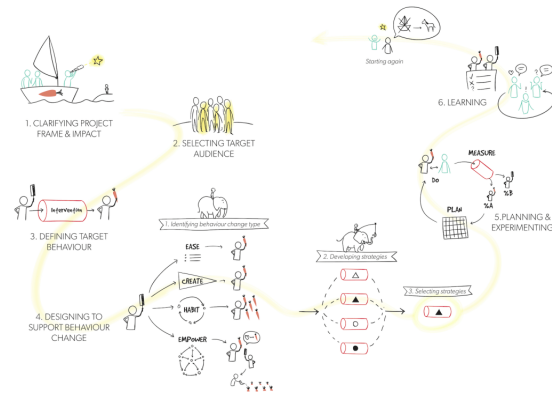 1. CLARIFYING PROJECT
FRAME & IMPACT
2. SELECTING TARGET
AUDIENCE
Intervention
3. DEFINING TARGET
BEHAVIOUR
4. DESIGNING TO
SUPPORT BEHAVIOUR
CHANGE
1. Identifying behaviour change type
EASE
CREATE
HABIT
EMPOWER
2. Developing strategies
3. Selecting strategies
DO
MEASURE
%A
%B
PLAN
5.PLANNING &
EXPERIMENTING
6. LEARNING
Starting again